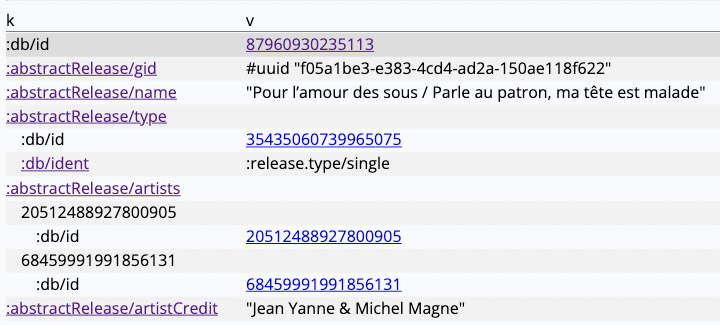 k v
:db/id 87960930235113
:abstractRelease/gid #uuid "f05a1be3-e383-4cd4-ad2a-150ae118f622"
:abstractRelease/name "Pour l’amour des sous / Parle au patron, ma tête est malade"
:abstractRelease/type
:db/id 35435060739965075
:db/ident :release.type/single
:abstractRelease/artists
20512488927800905
:db/id 20512488927800905
68459991991856131
:db/id 68459991991856131
:abstractRelease/artistCredit "Jean Yanne & Michel Magne"